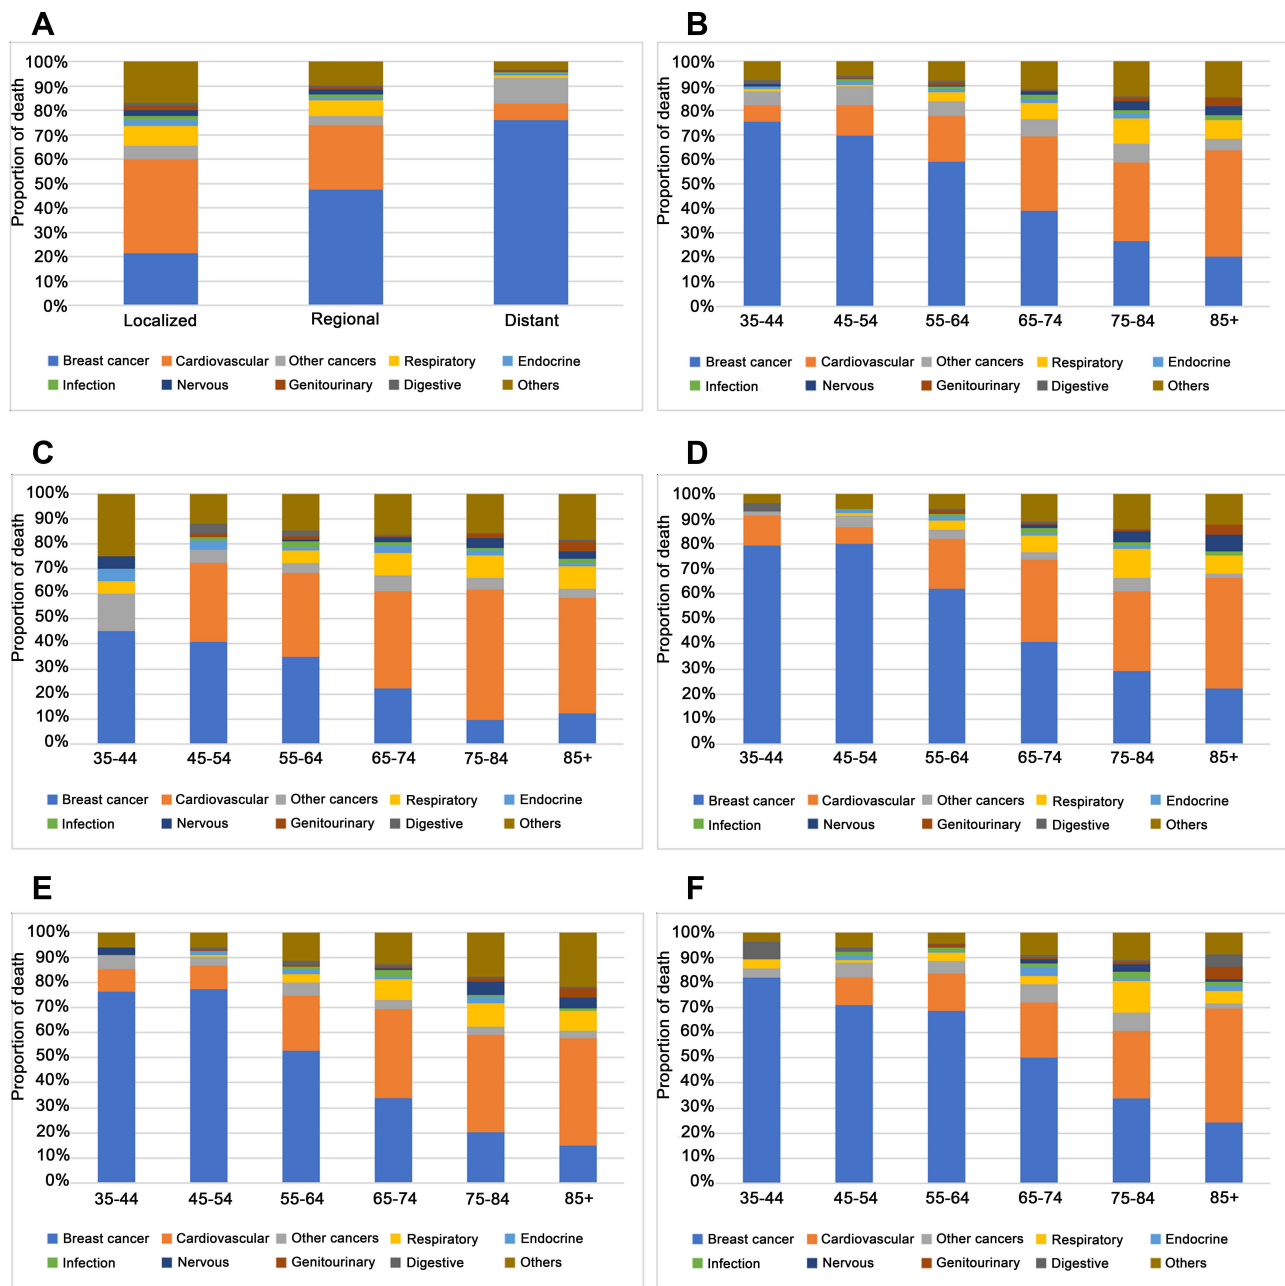 A
Proportion of death
100%
90%
80%
70%
60%
50%
40%
30%
20%
10%
0%
Localized Regional Distant
Breast cancer Cardiovascular Other cancers Respiratory Endocrine
Infection Nervous Genitourinary Digestive Others
B
Proportion of death
100%
90%
80%
70%
60%
50%
40%
30%
20%
10%
0%
35-44 45-54 55-64 65-74 75-84 85+
Breast cancer Cardiovascular Other cancers Respiratory Endocrine
Infection Nervous Genitourinary Digestive Others
C
Proportion of death
100%
90%
80%
70%
60%
50%
40%
30%
20%
10%
0%
35-44 45-54 55-64 65-74 75-84 85+
Breast cancer Cardiovascular Other cancers Respiratory Endocrine
Infection Nervous Genitourinary Digestive Others
D
Proportion of death
100%
90%
80%
70%
60%
50%
40%
30%
20%
10%
0%
35-44 45-54 55-64 65-74 75-84 85+
Breast cancer Cardiovascular Other cancers Respiratory Endocrine
Infection Nervous Genitourinary Digestive Others
E
Proportion of death
100%
90%
80%
70%
60%
50%
40%
30%
20%
10%
0%
35-44 45-54 55-64 65-74 75-84 85+
Breast cancer Cardiovascular Other cancers Respiratory Endocrine
Infection Nervous Genitourinary Digestive Others
F
Proportion of death
100%
90%
80%
70%
60%
50%
40%
30%
20%
10%
0%
35-44 45-54 55-64 65-74 75-84 85+
Breast cancer Cardiovascular Other cancers Respiratory Endocrine
Infection Nervous Genitourinary Digestive Others